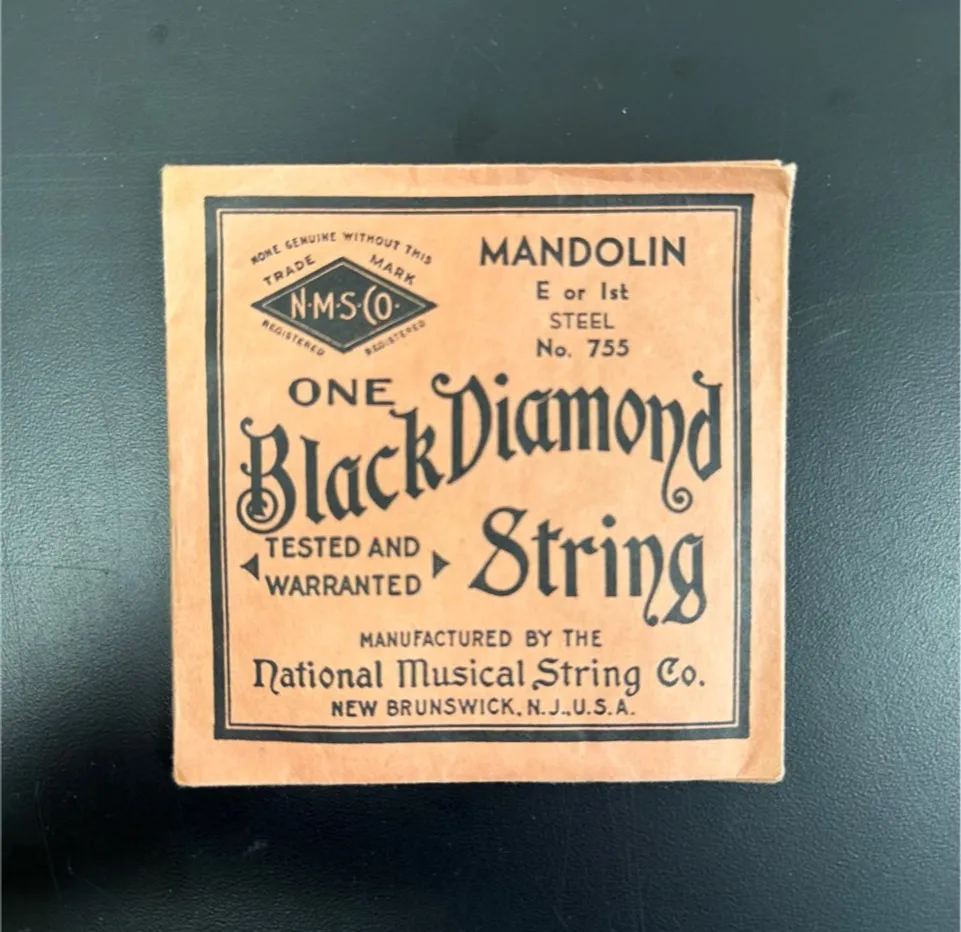 NONE GENUINE WITHOUT THIS
TRADE MARK
N·M·S·CO·
REGISTERED REGISTERED
MANDOLIN
E or 1st
STEEL
No. 755
ONE
Black Diamond
String
TESTED AND
WARRANTED
MANUFACTURED BY THE
National Musical String Co.
NEW BRUNSWICK, N.J., U.S.A.